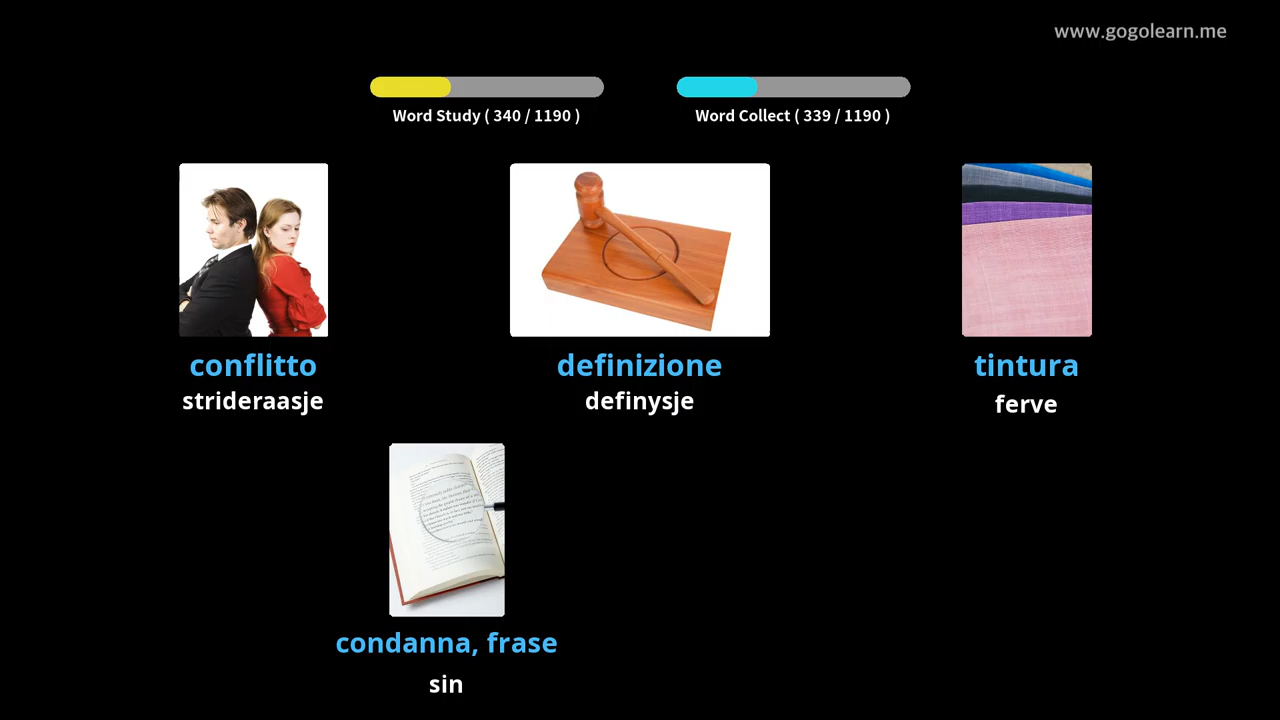 www.gogolearn.me
Word Study ( 340 / 1190 )
Word Collect ( 339 / 1190 )
conflitto
strideraasje
definizione
definysje
tintura
ferve
condanna, frase
sin